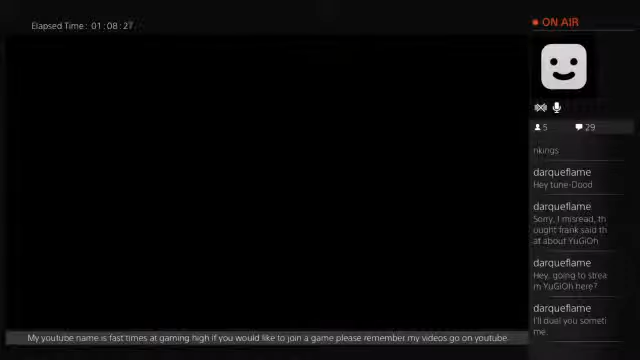 Elapsed Time : 01:08:27
ON AIR
5
29
nkings
darqueflame
Hey tune-Dood
darqueflame
Sorry, I misread, th
ought frank said th
at about YuGiOh
darqueflame
Hey, going to strea
m YuGiOh here?
darqueflame
I'll duel you someti
me.
My youtube name is fast times at gaming high if you would like to join a game please remember my videos go on youtube.